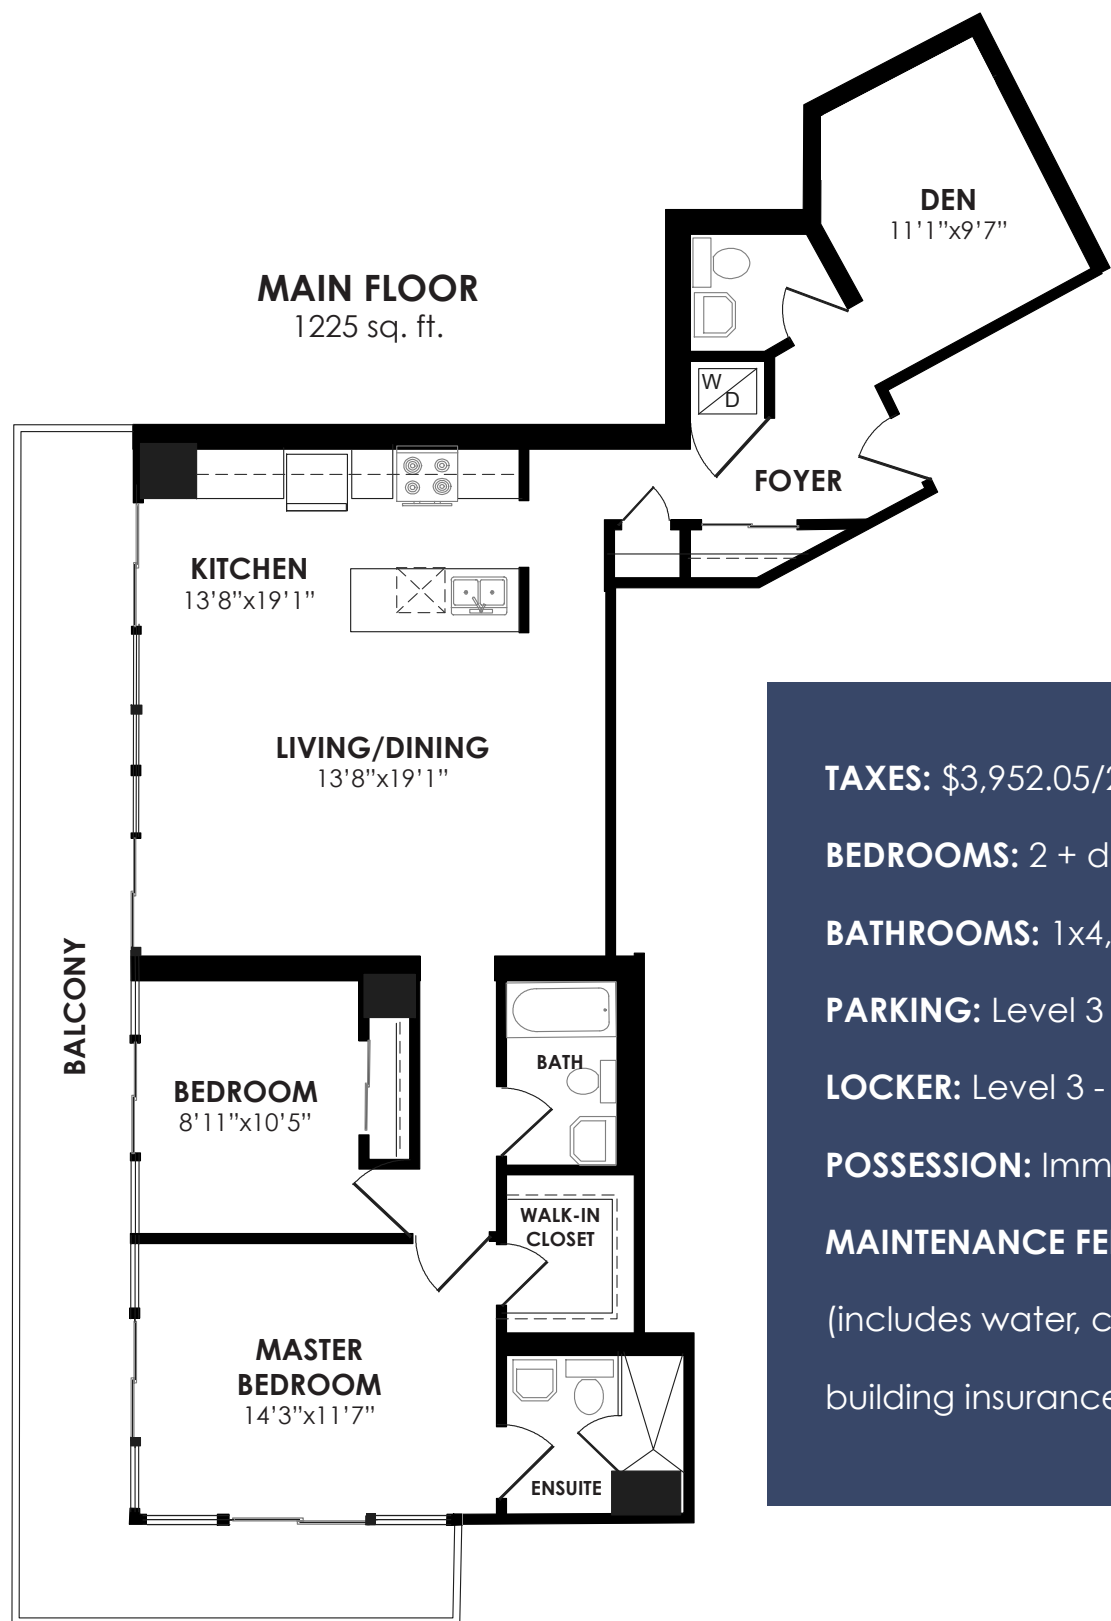 DEN
11’1”x9’7”
MAIN FLOOR
1225 sq. ft.
W
D
FOYER
KITCHEN
13’8”x19’1”
LIVING/DINING
13’8”x19’1”
BALCONY
BATH
BEDROOM
8’11”x10’5”
WALK-IN
CLOSET
MASTER
BEDROOM
14’3”x11’7”
ENSUITE
TAXES: $3,952.05/
BEDROOMS: 2 + d
BATHROOMS: 1x4,
PARKING: Level 3
LOCKER: Level 3 -
POSSESSION: Imm
MAINTENANCE FE
(includes water, c
building insurance